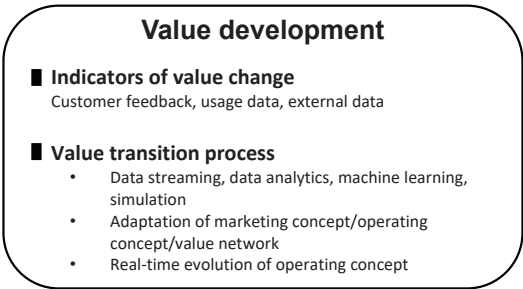 Value development
■ Indicators of value change
Customer feedback, usage data, external data
■ Value transition process
• Data streaming, data analytics, machine learning,
simulation
• Adaptation of marketing concept/operating
concept/value network
• Real-time evolution of operating concept